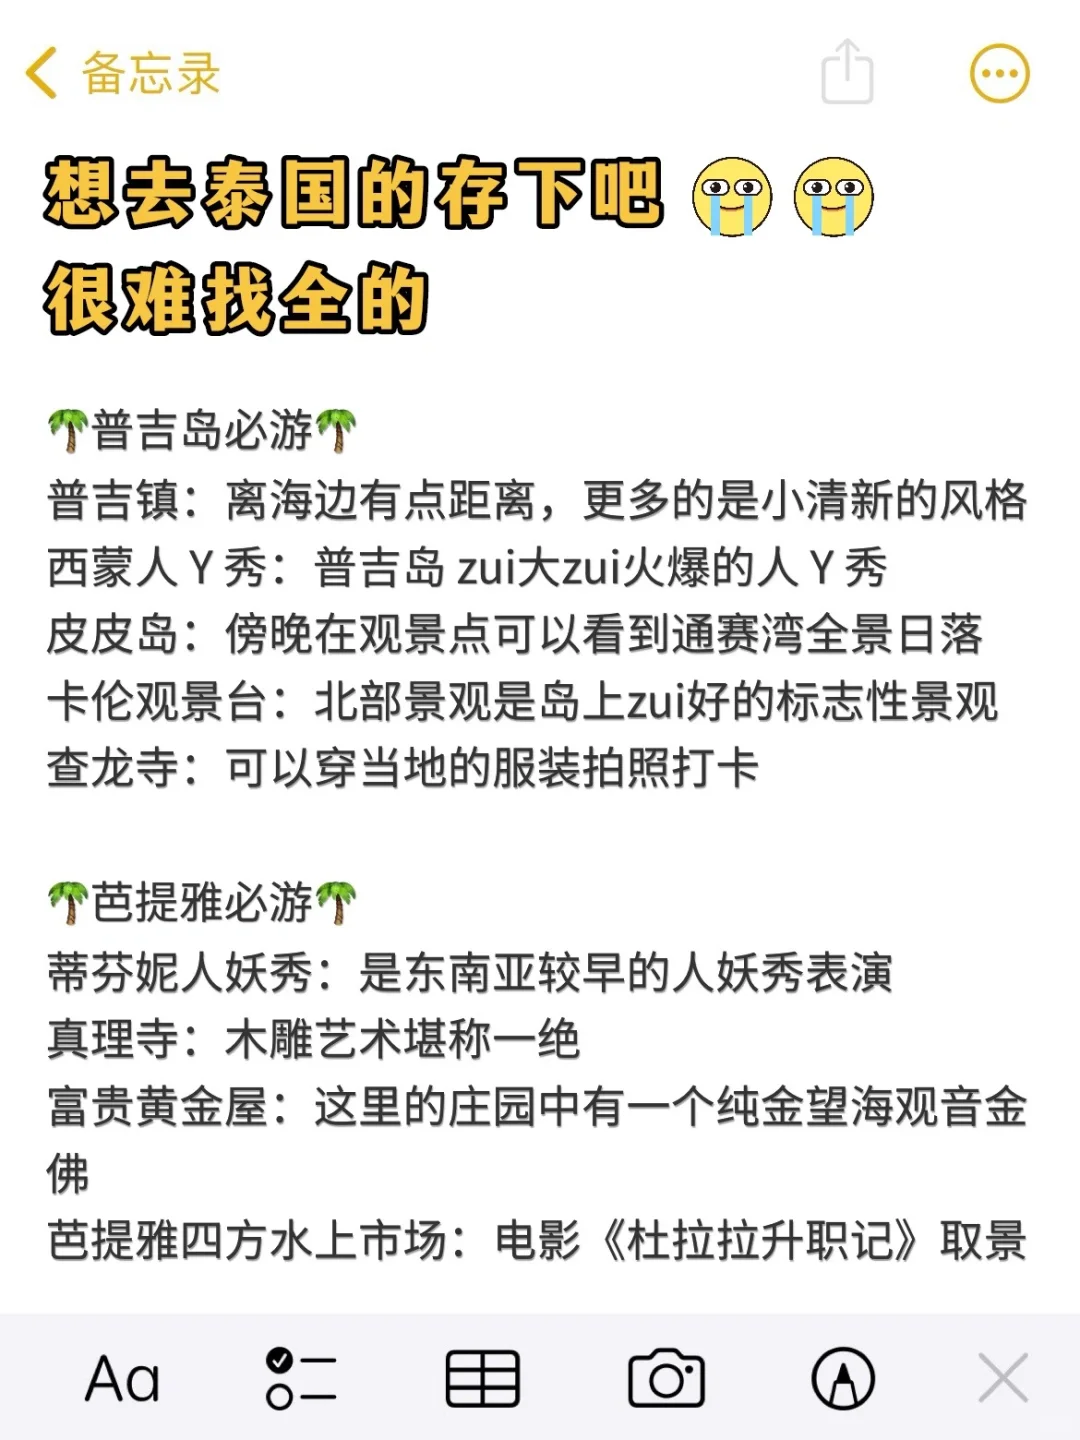 备忘录
想去泰国的存下吧
很难找全的
🌴普吉岛必游🌴
普吉镇：离海边有点距离，更多的是小清新的风格
西蒙人Y秀：普吉岛 zui大zui火爆的人Y秀
皮皮岛：傍晚在观景点可以看到通赛湾全景日落
卡伦观景台：北部景观是岛上zui好的标志性景观
查龙寺：可以穿当地的服装拍照打卡
🌴芭提雅必游🌴
蒂芬妮人妖秀：是东南亚较早的人妖秀表演
真理寺：木雕艺术堪称一绝
富贵黄金屋：这里的庄园中有一个纯金望海观音金
佛
芭提雅四方水上市场：电影《杜拉拉升职记》取景
Aa